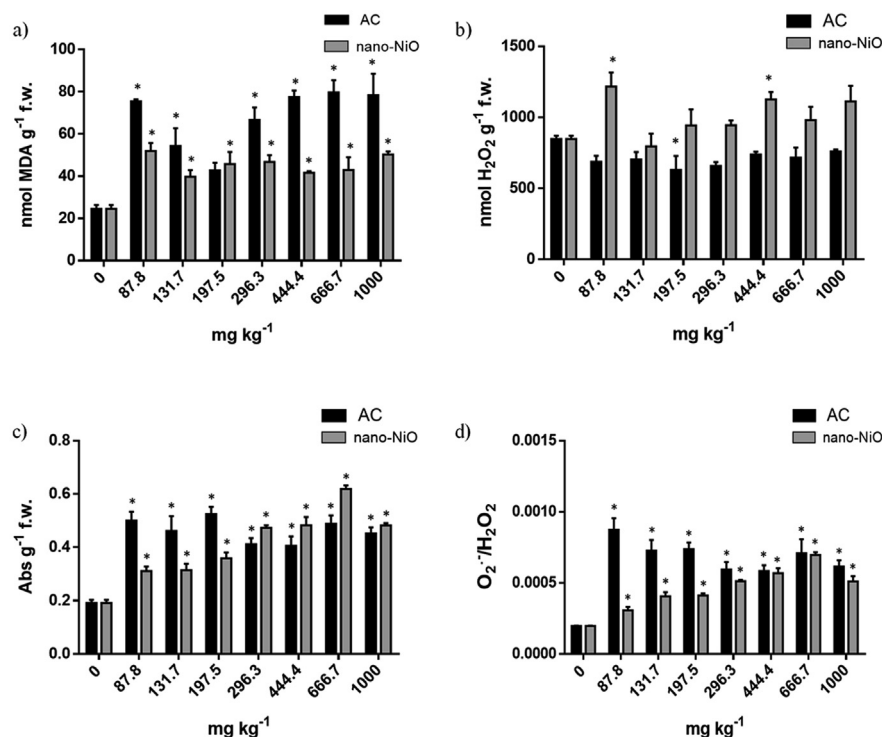 a)
AC
nano-NiO
nmol MDA g⁻¹ f.w.
100
80
60
40
20
0
* * * * * * * * * * * * *
0 87.8 131.7 197.5 296.3 444.4 666.7 1000
mg kg⁻¹
b)
AC
nano-NiO
nmol H₂O₂ g⁻¹ f.w.
1500
1000
750
500
0
* * *
0 87.8 131.7 197.5 296.3 444.4 666.7 1000
mg kg⁻¹
c)
AC
nano-NiO
Abs g⁻¹ f.w.
0.8
0.6
0.4
0.2
0.0
* * * * * * * * * * * * * *
0 87.8 131.7 197.5 296.3 444.4 666.7 1000
mg kg⁻¹
d)
AC
nano-NiO
O₂·⁻/H₂O₂
0.0015
0.0010
0.0005
0.0000
* * * * * * * * * * * * * *
0 87.8 131.7 197.5 296.3 444.4 666.7 1000
mg kg⁻¹